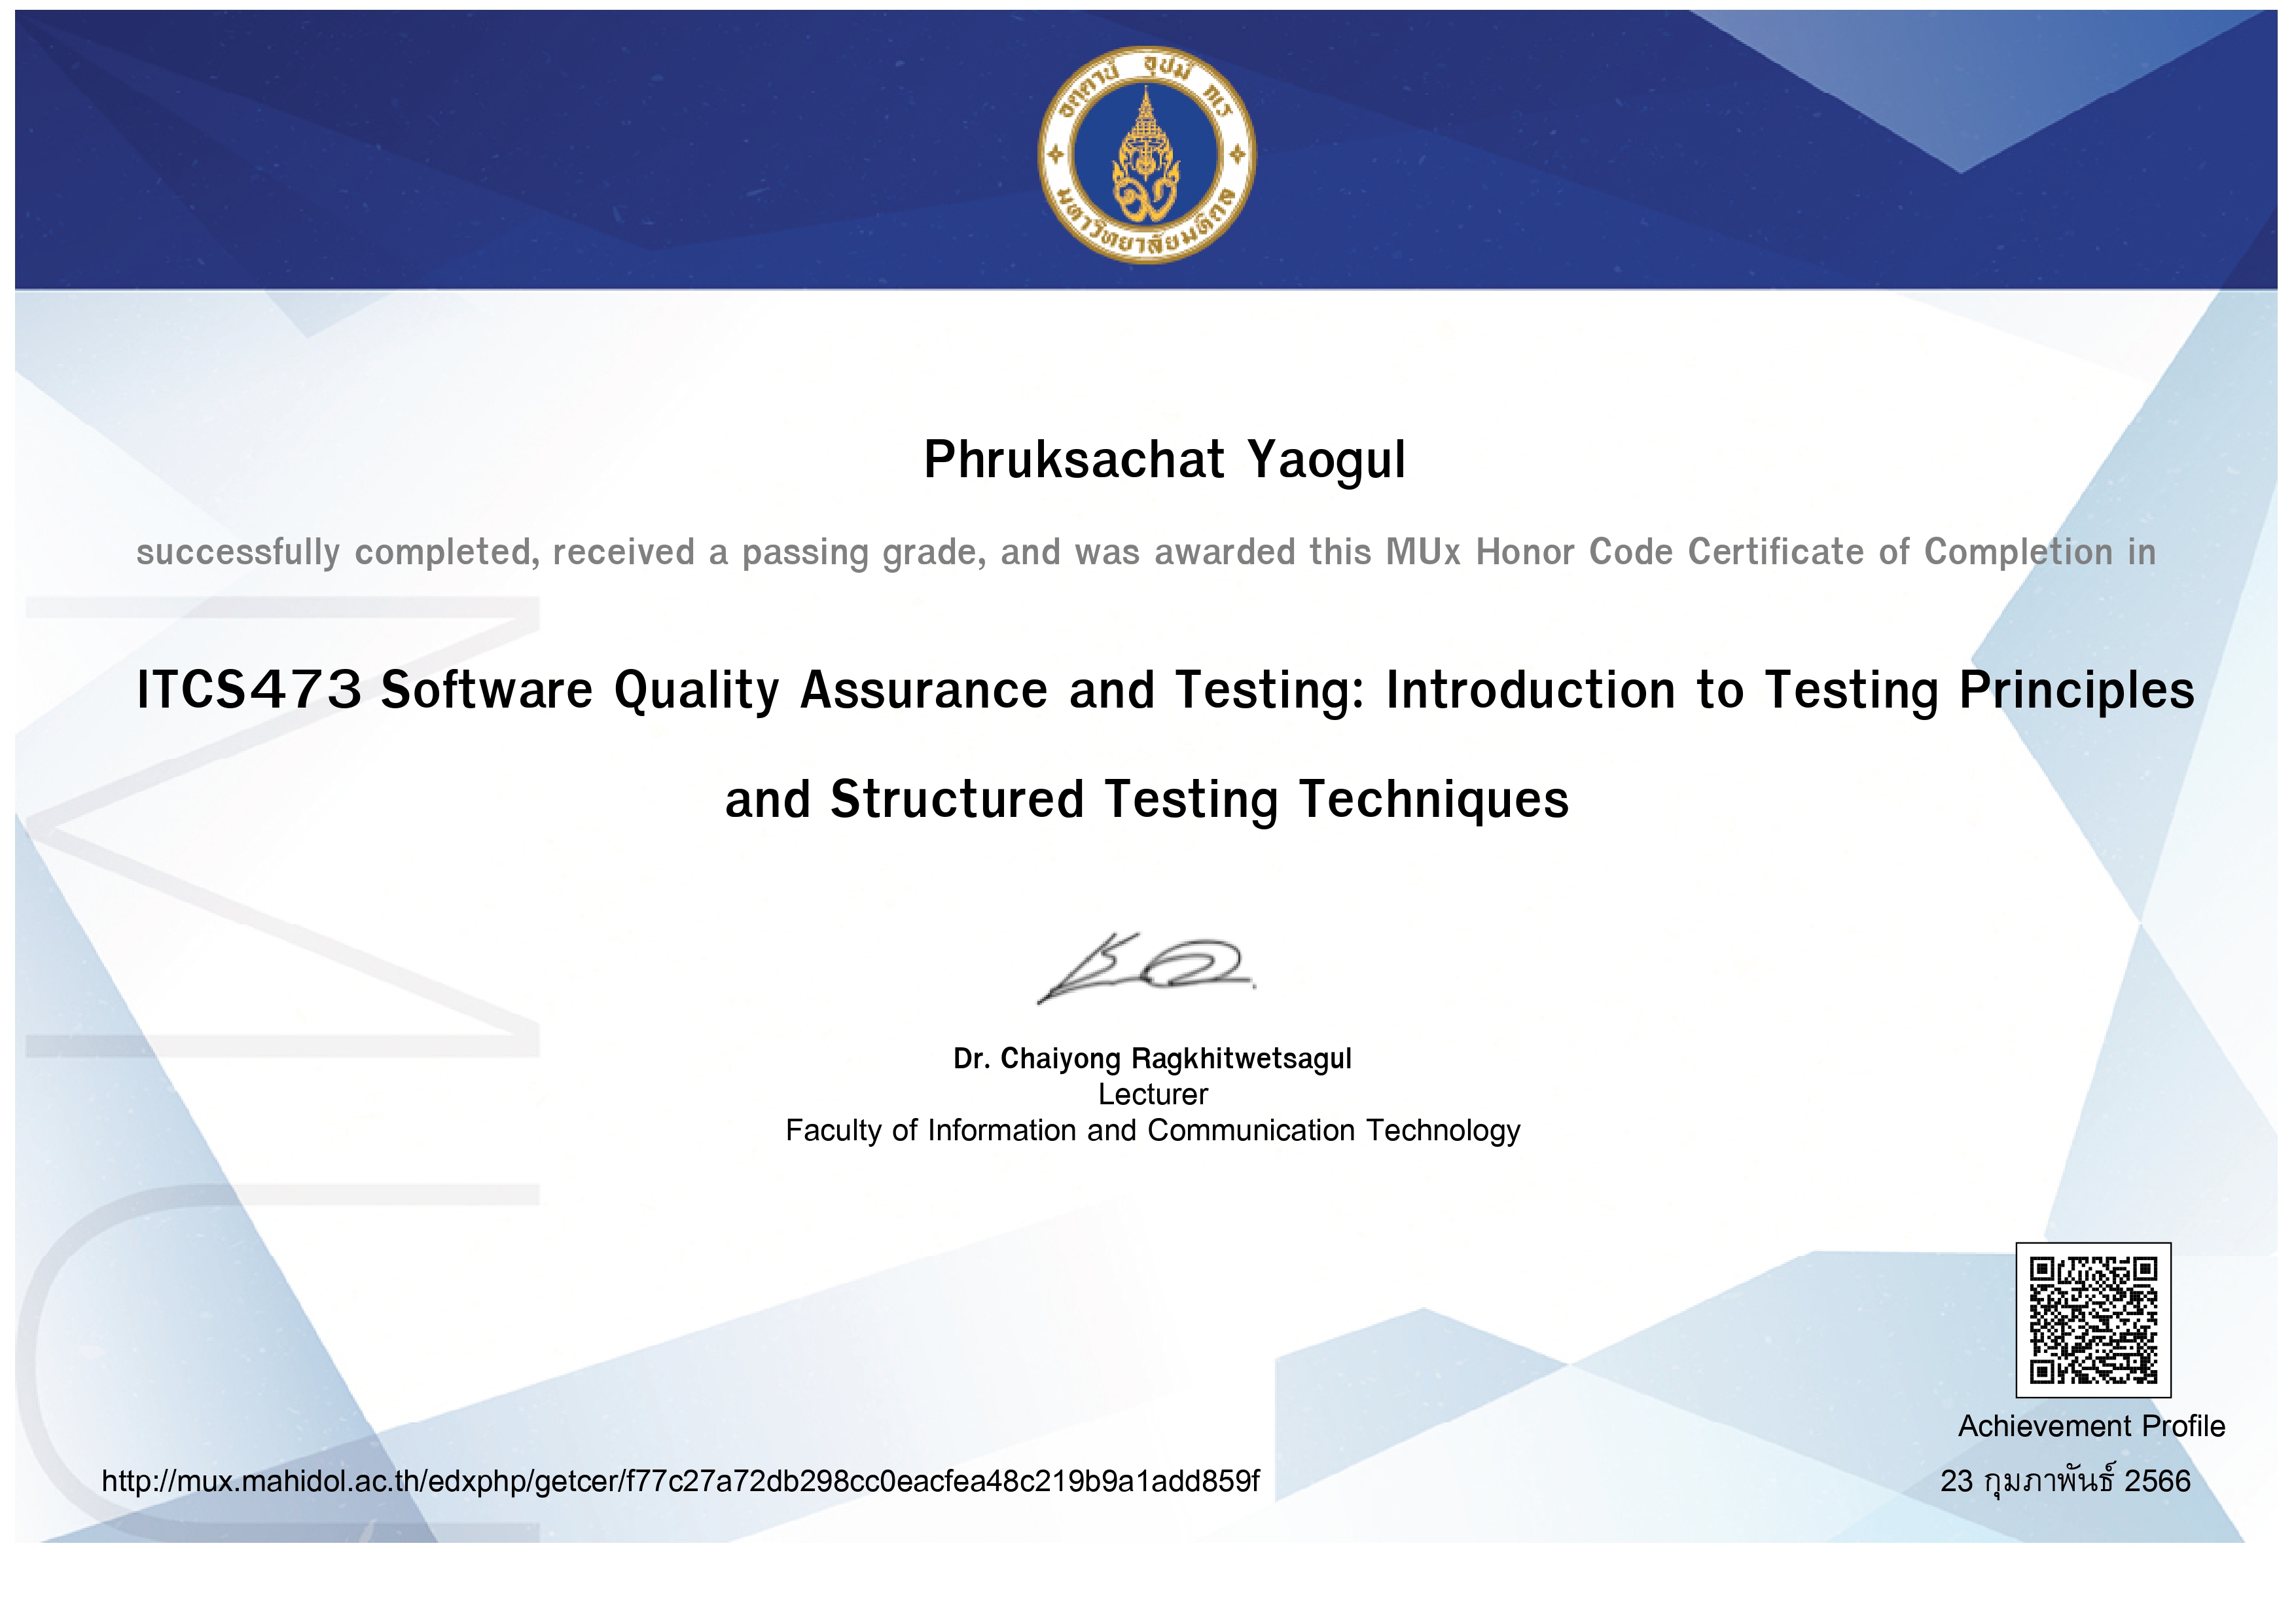 อตฺตานํ อุปมํ กเร
มหาวิทยาลัยมหิดล
Phruksachat Yaogul
successfully completed, received a passing grade, and was awarded this MUx Honor Code Certificate of Completion in
ITCS473 Software Quality Assurance and Testing: Introduction to Testing Principles
and Structured Testing Techniques
Dr. Chaiyong Ragkhitwetsagul
Lecturer
Faculty of Information and Communication Technology
Achievement Profile
http://mux.mahidol.ac.th/edxphp/getcer/f77c27a72db298cc0eacfea48c219b9a1add859f
23 กุมภาพันธ์ 2566